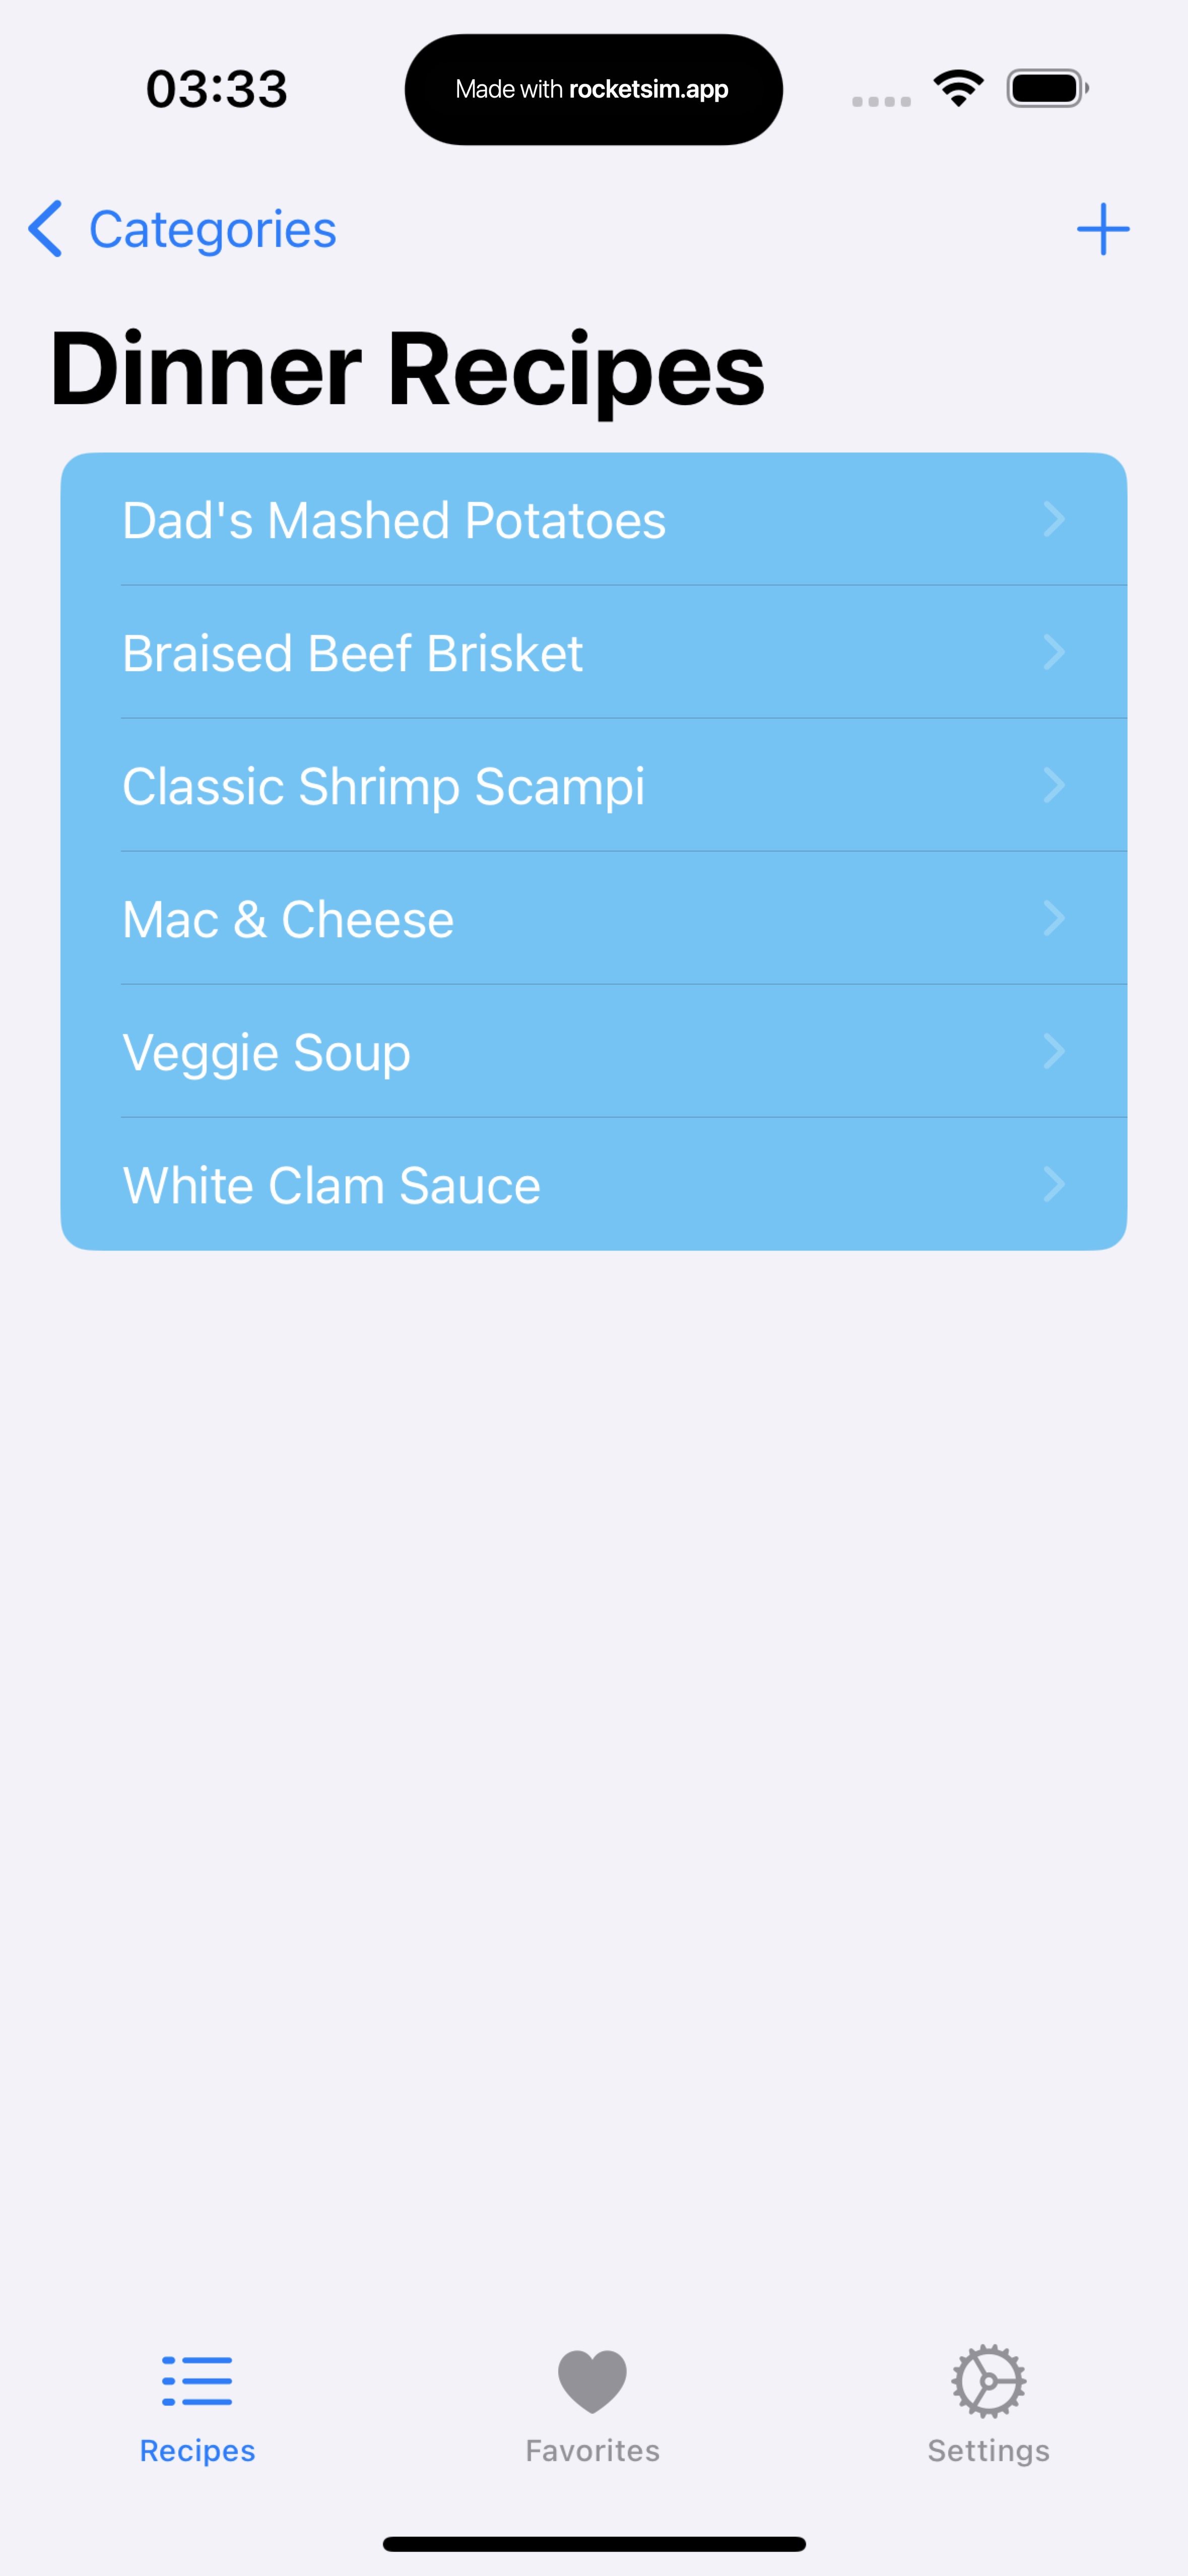 03:33
Made with rocketsim.app
Categories
Dinner Recipes
Dad's Mashed Potatoes
Braised Beef Brisket
Classic Shrimp Scampi
Mac & Cheese
Veggie Soup
White Clam Sauce
Recipes
Favorites
Settings